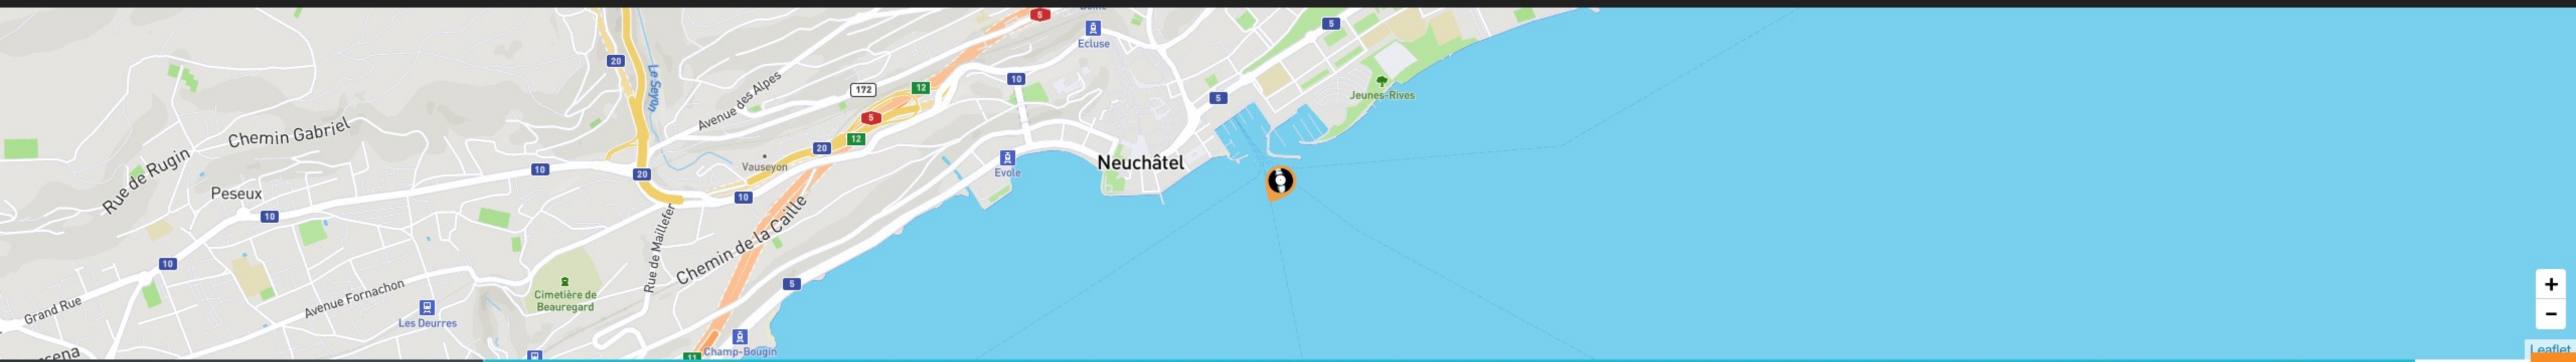 5
5
Ecluse
20
Le Seyon
10
172
12
Avenue des Alpes
5
Jeunes-Rives
5
Chemin Gabriel
12
20
Rue de Rugin
Vauseyon
Evole
Neuchâtel
10
20
Peseux
10
10
Chemin de la Caille
Rue de Maillefer
10
5
Cimetière de
Beauregard
Avenue Fornachon
Grand Rue
Les Deurres
+
−
Champ-Bougin
11
Leaflet